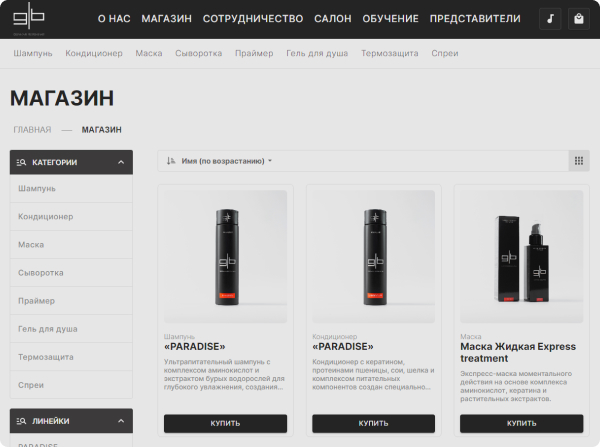 g|b
О НАС МАГАЗИН СОТРУДНИЧЕСТВО САЛОН ОБУЧЕНИЕ ПРЕДСТАВИТЕЛИ
Шампунь Кондиционер Маска Сыворотка Праймер Гель для душа Термозащита Спреи
МАГАЗИН
ГЛАВНАЯ — МАГАЗИН
КАТЕГОРИИ
Шампунь
Кондиционер
Маска
Сыворотка
Праймер
Гель для душа
Термозащита
Спреи
ЛИНЕЙКИ
PARADISE
Имя (по возрастанию)
g|b
Шампунь
«PARADISE»
Ультрапитательный шампунь с
комплексом аминокислот и
экстрактом бурых водорослей для
глубокого увлажнения, создания...
КУПИТЬ
g|b
Кондиционер
«PARADISE»
Кондиционер с кератином,
протеинами пшеницы, сои, шелка и
комплексом питательных
компонентов создан специально...
КУПИТЬ
g|b
g|b
Маска
Маска Жидкая Express
treatment
Экспресс-маска моментального
действия на основе комплекса
аминокислот, кератина и
растительных экстрактов.
КУПИТЬ